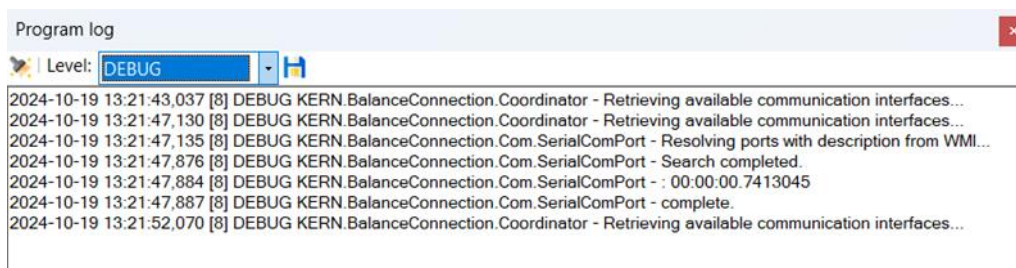 Program log
Level: DEBUG
2024-10-19 13:21:43,037 [8] DEBUG KERN.BalanceConnection.Coordinator - Retrieving available communication interfaces...
2024-10-19 13:21:47,130 [8] DEBUG KERN.BalanceConnection.Coordinator - Retrieving available communication interfaces...
2024-10-19 13:21:47,135 [8] DEBUG KERN.BalanceConnection.Com.SerialComPort - Resolving ports with description from WMI...
2024-10-19 13:21:47,876 [8] DEBUG KERN.BalanceConnection.Com.SerialComPort - Search completed.
2024-10-19 13:21:47,884 [8] DEBUG KERN.BalanceConnection.Com.SerialComPort - : 00:00:00.7413045
2024-10-19 13:21:47,887 [8] DEBUG KERN.BalanceConnection.Com.SerialComPort - complete.
2024-10-19 13:21:52,070 [8] DEBUG KERN.BalanceConnection.Coordinator - Retrieving available communication interfaces...